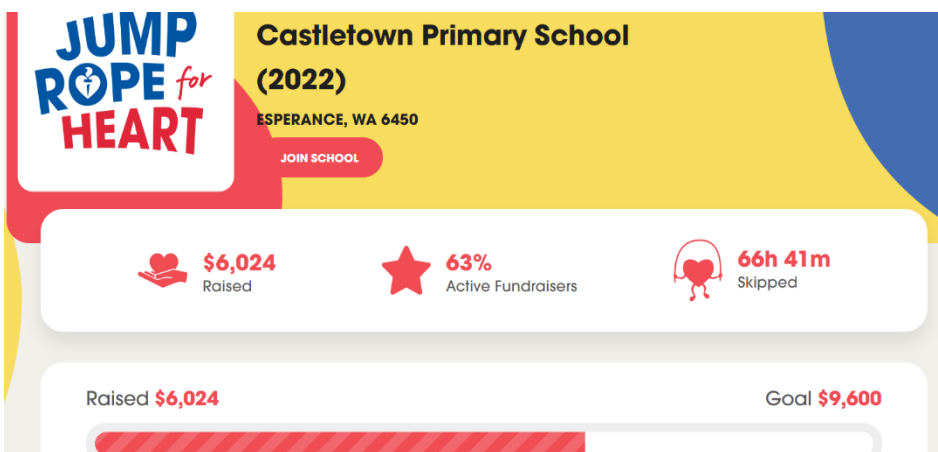 JUMP
ROPE for
HEART
Castletown Primary School
(2022)
ESPERANCE, WA 6450
JOIN SCHOOL
$6,024
Raised
63%
Active Fundraisers
66h 41m
Skipped
Raised $6,024
Goal $9,600